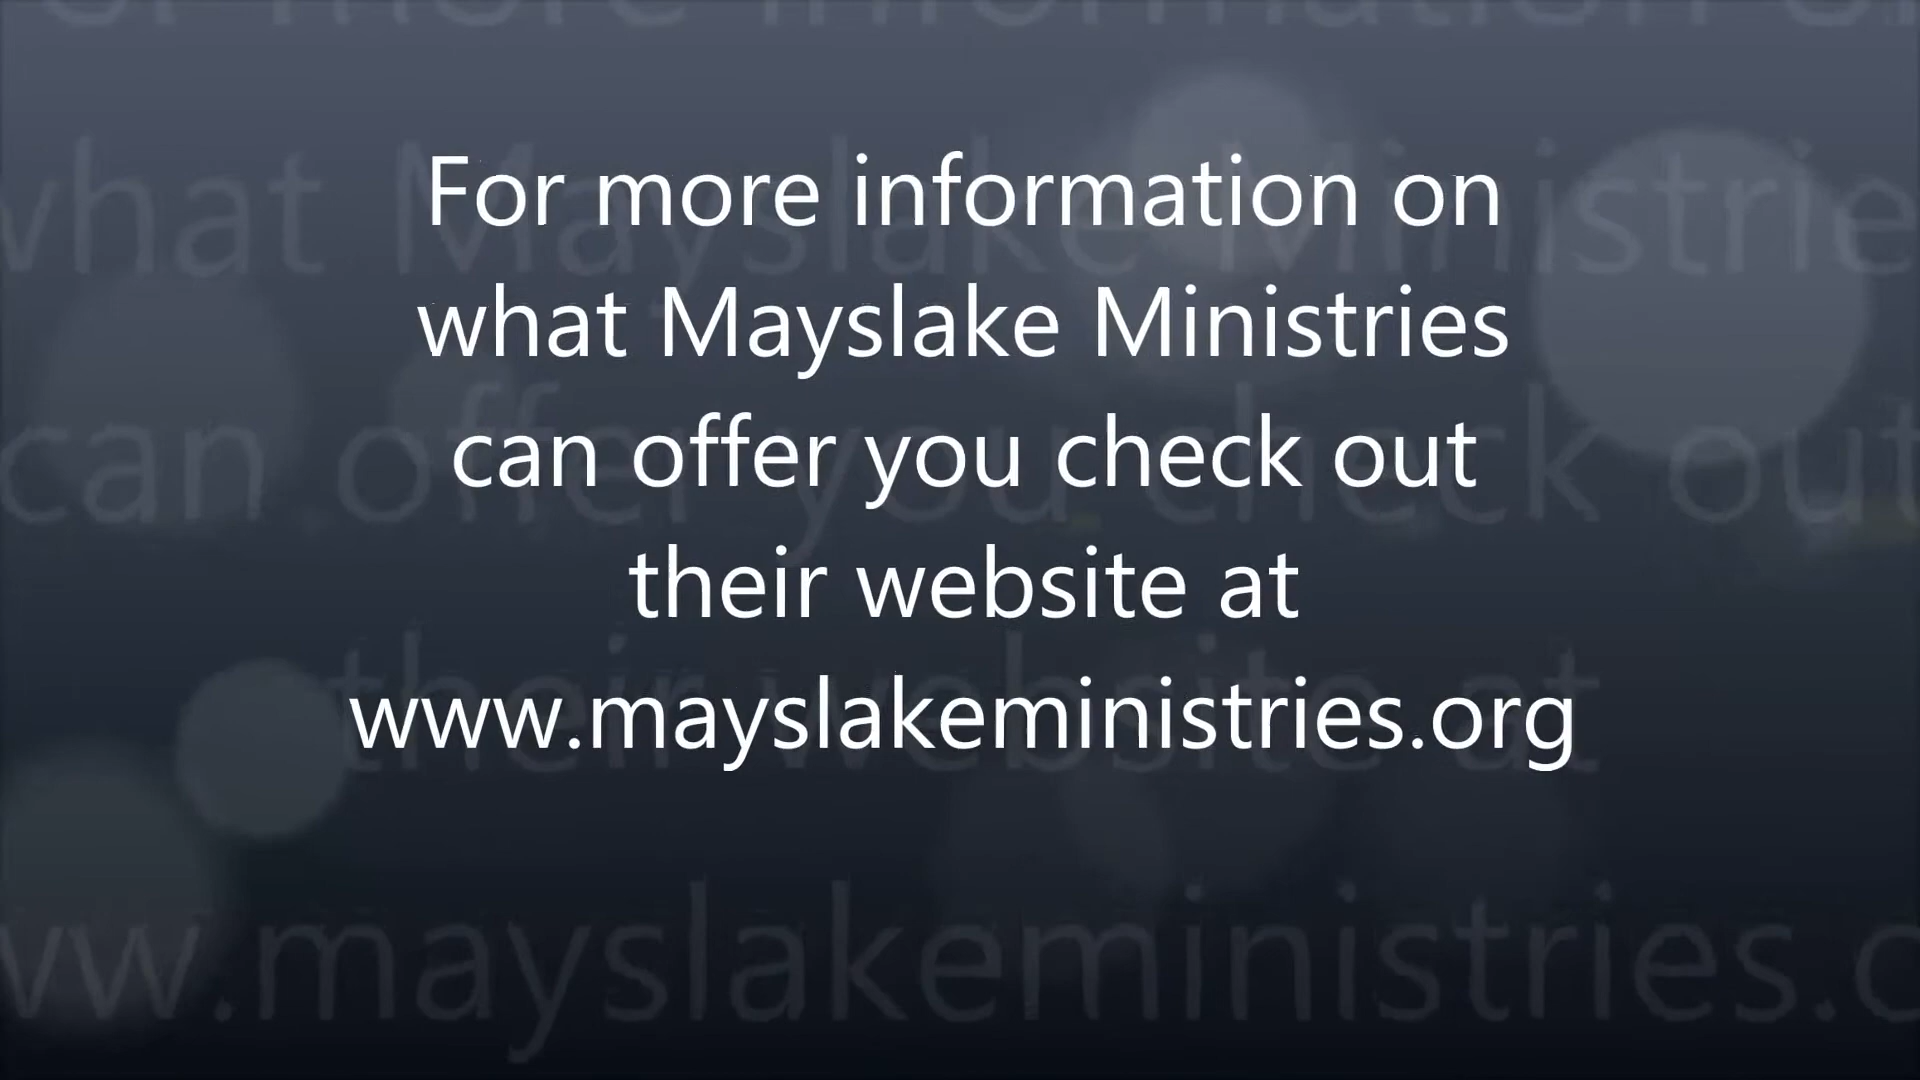 For more information on
what Mayslake Ministries
can offer you check out
their website at
www.mayslakeministries.org